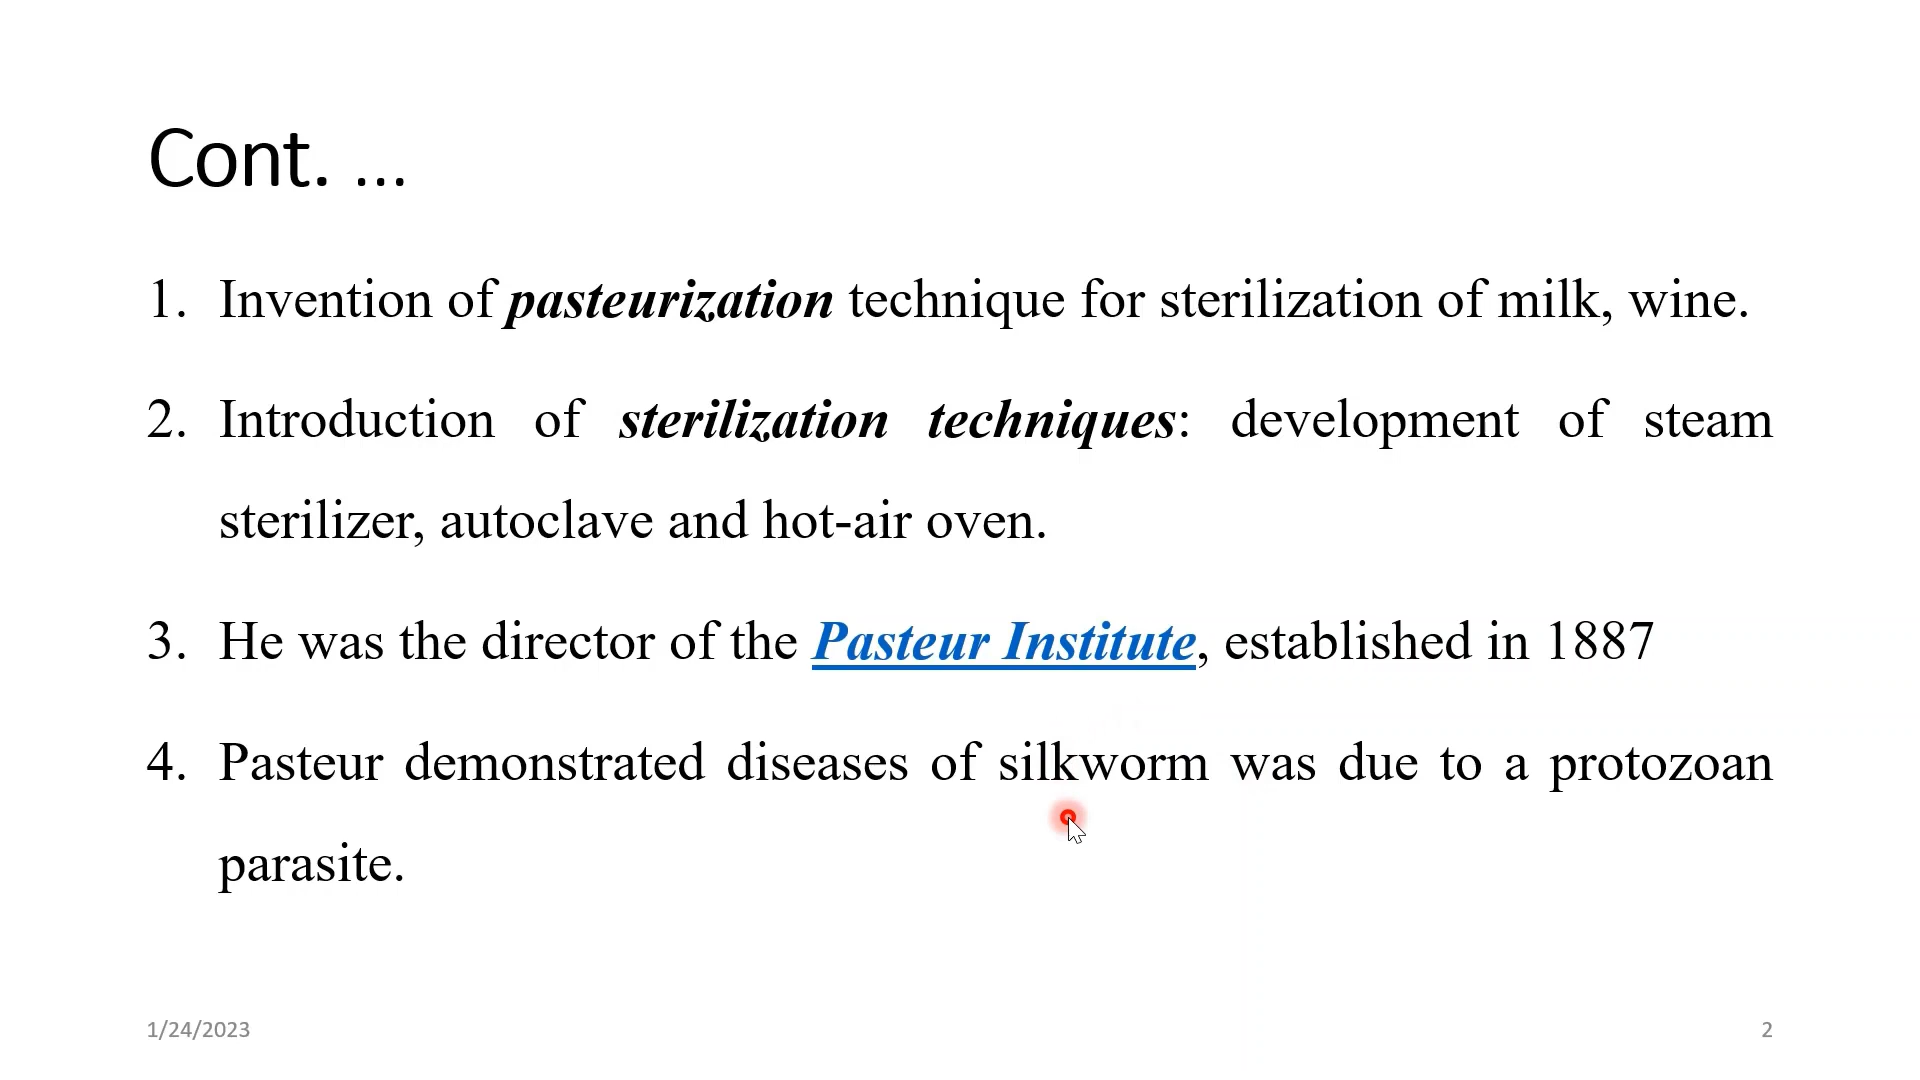 Cont. ...
1. Invention of pasteurization technique for sterilization of milk, wine.
2. Introduction of sterilization techniques: development of steam
sterilizer, autoclave and hot-air oven.
3. He was the director of the Pasteur Institute, established in 1887
4. Pasteur demonstrated diseases of silkworm was due to a protozoan
parasite.
1/24/2023
2